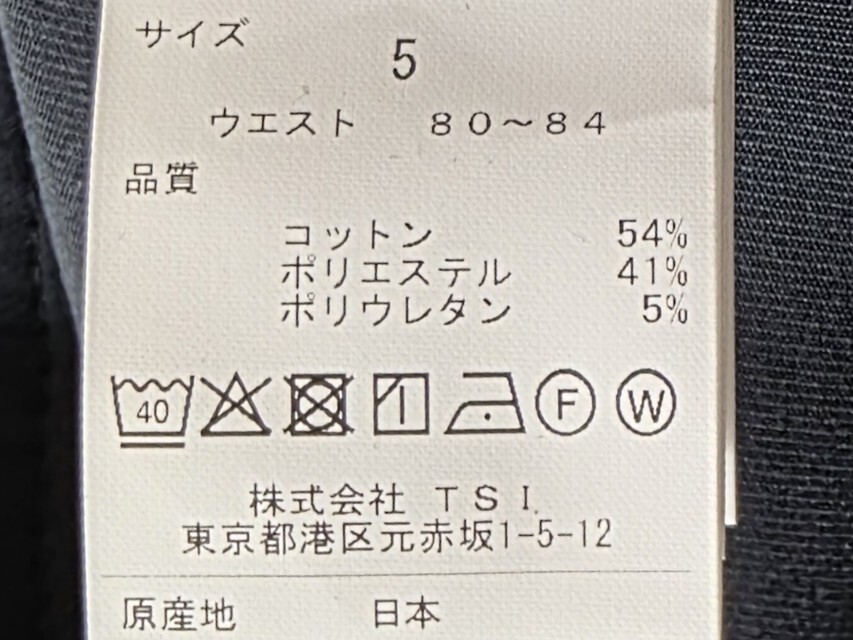 サイズ
5
ウエスト 80～84
品質
コットン 54%
ポリエステル 41%
ポリウレタン 5%
40 F W
株式会社 TSI
東京都港区元赤坂1-5-12
原産地 日本